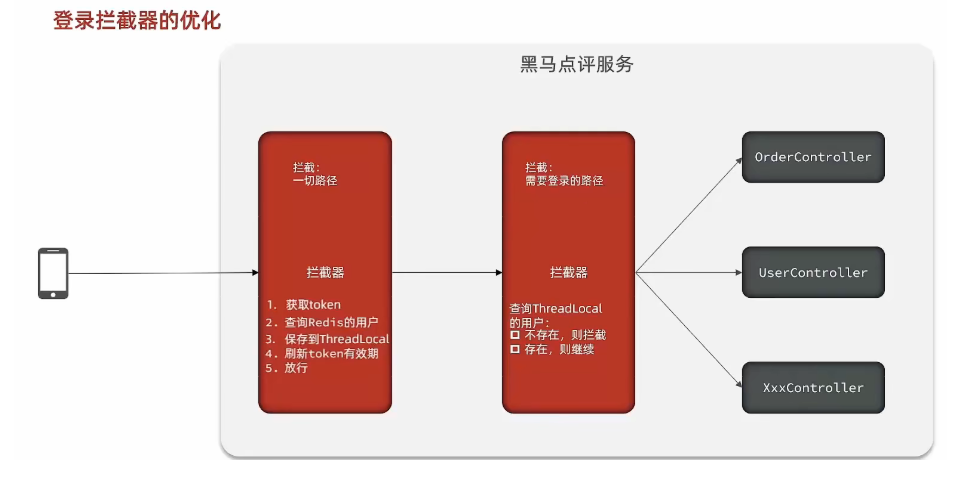 登录拦截器的优化
黑马点评服务
拦截：
一切路径
拦截器
1. 获取token
2. 查询Redis的用户
3. 保存到ThreadLocal
4. 刷新token有效期
5. 放行
拦截：
需要登录的路径
拦截器
查询ThreadLocal
的用户：
不存在，则拦截
存在，则继续
OrderController
UserController
XxxController